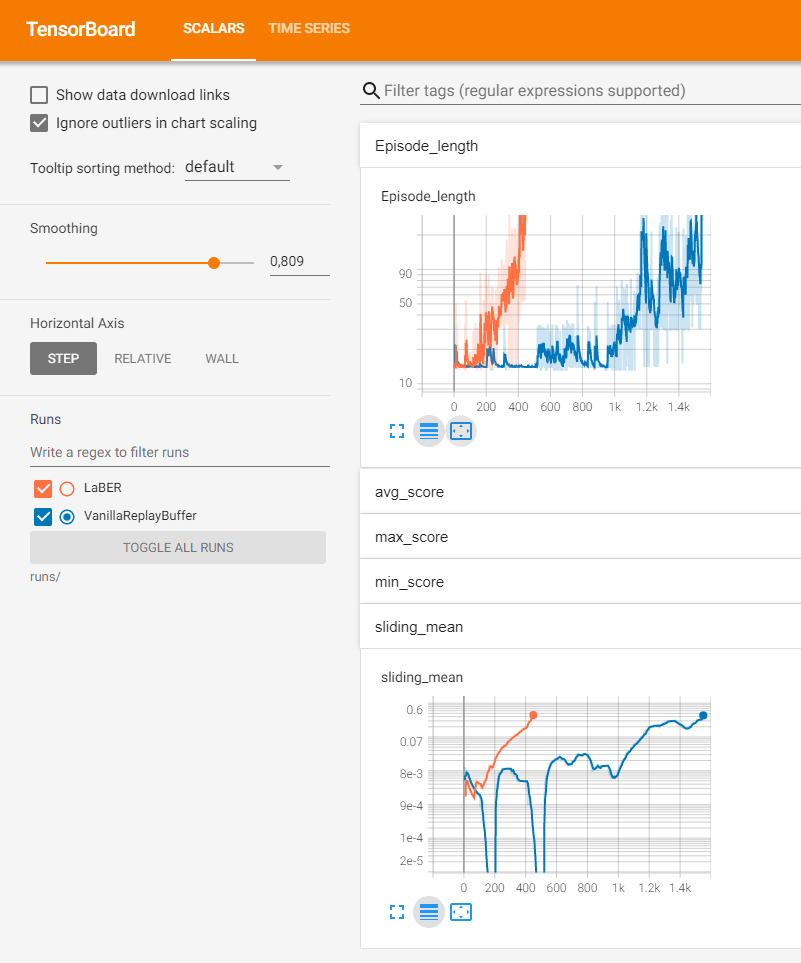 TensorBoard SCALARS TIME SERIES
Show data download links
Ignore outliers in chart scaling
Tooltip sorting method: default
Smoothing
0,809
Horizontal Axis
STEP RELATIVE WALL
Runs
Write a regex to filter runs
LaBER
VanillaReplayBuffer
TOGGLE ALL RUNS
runs/
Filter tags (regular expressions supported)
Episode_length
Episode_length
90
50
10
0 200 400 600 800 1k 1.2k 1.4k
avg_score
max_score
min_score
sliding_mean
sliding_mean
0.6
0.07
8e-3
9e-4
1e-4
2e-5
0 200 400 600 800 1k 1.2k 1.4k